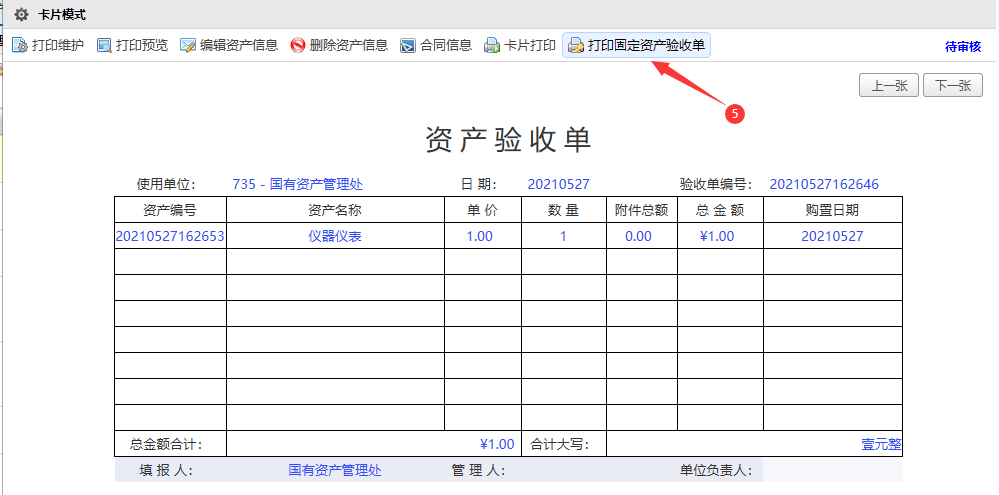 卡片模式
打印维护 打印预览 编辑资产信息 删除资产信息 合同信息 卡片打印 打印固定资产验收单 待审核
上一张 下一张
5
资产验收单
使用单位： 735 - 国有资产管理处 日 期： 20210527 验收单编号： 20210527162646
资产编号 资产名称 单 价 数 量 附件总额 总 金 额 购置日期
20210527162653 仪器仪表 1.00 1 0.00 ¥1.00 20210527
总金额合计： ¥1.00 合计大写： 壹元整
填 报 人： 国有资产管理处 管 理 人： 单位负责人：